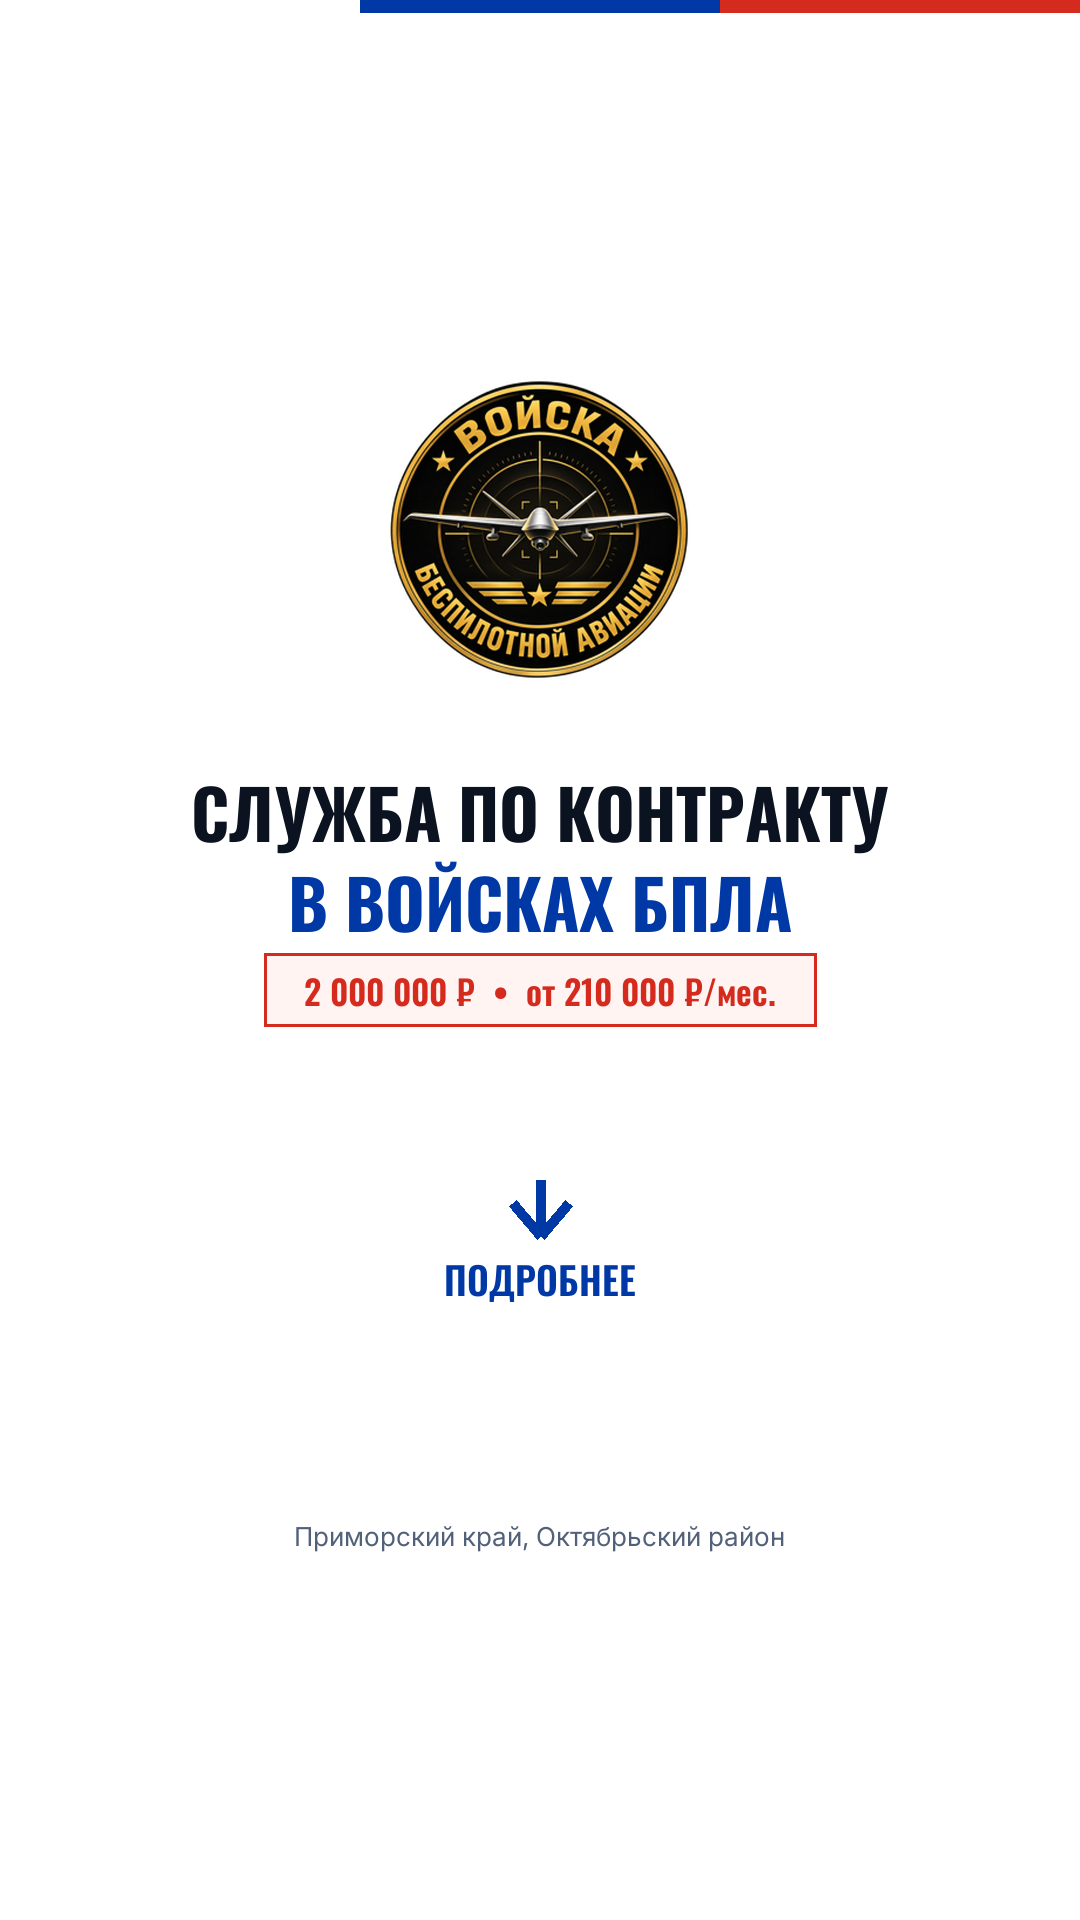 ВОЙСКА
БЕСПИЛОТНОЙ АВИАЦИИ
СЛУЖБА ПО КОНТРАКТУ
В ВОЙСКАХ БПЛА
2 000 000 ₽ • от 210 000 ₽/мес.
ПОДРОБНЕЕ
Приморский край, Октябрьский район